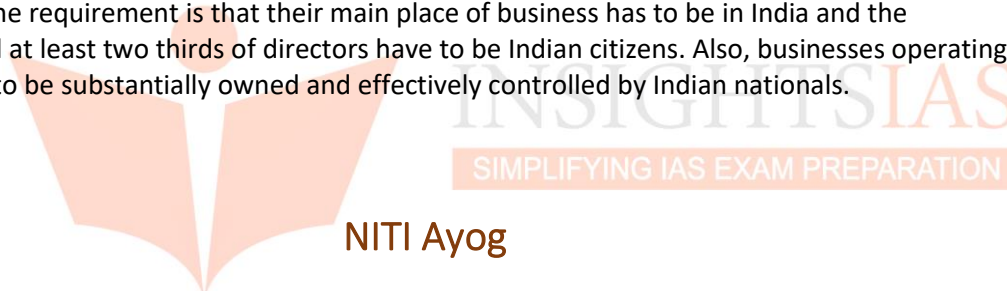 ne requirement is that their main place of business has to be in India and the
at least two thirds of directors have to be Indian citizens. Also, businesses operating
to be substantially owned and effectively controlled by Indian nationals.
INSIGHTSIAS
SIMPLIFYING IAS EXAM PREPARATION
NITI Ayog